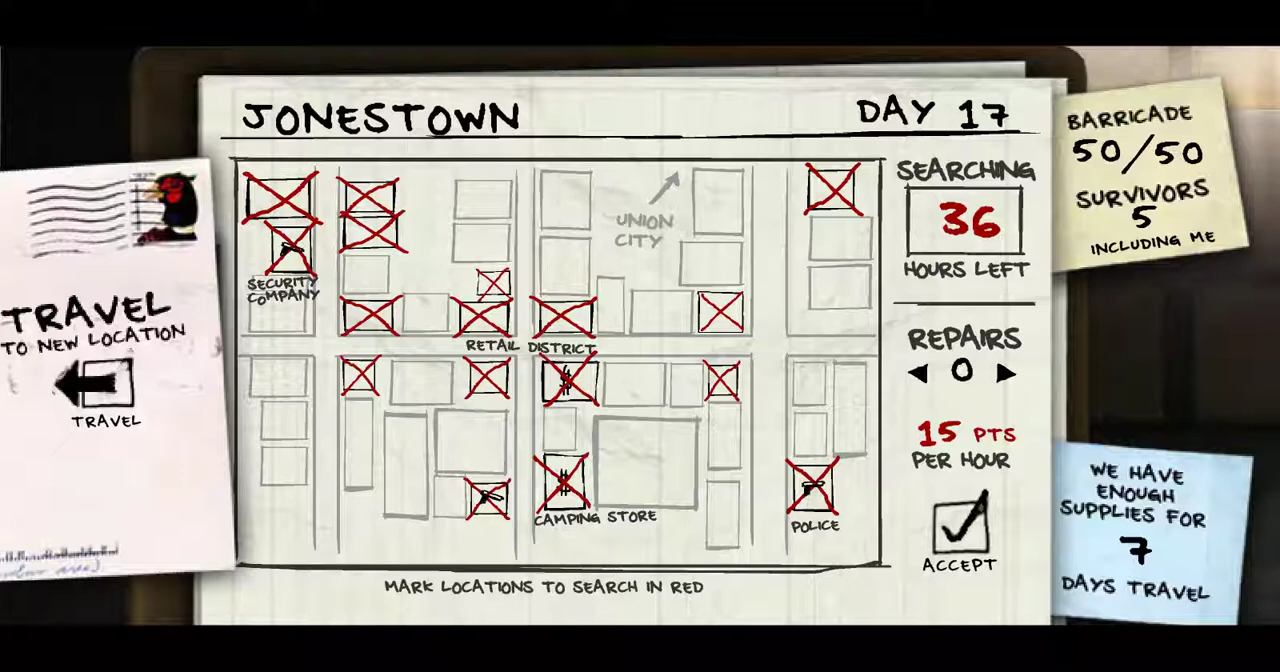 JONESTOWN
DAY 17
BARRICADE
50/50
SURVIVORS
5
INCLUDING ME
SEARCHING
36
HOURS LEFT
UNION
CITY
SECURITY
COMPANY
TRAVEL
TO NEW LOCATION
TRAVEL
RETAIL DISTRICT
$
REPAIRS
0
15 PTS
PER HOUR
$
CAMPING STORE
POLICE
ACCEPT
WE HAVE
ENOUGH
SUPPLIES FOR
7
DAYS TRAVEL
MARK LOCATIONS TO SEARCH IN RED